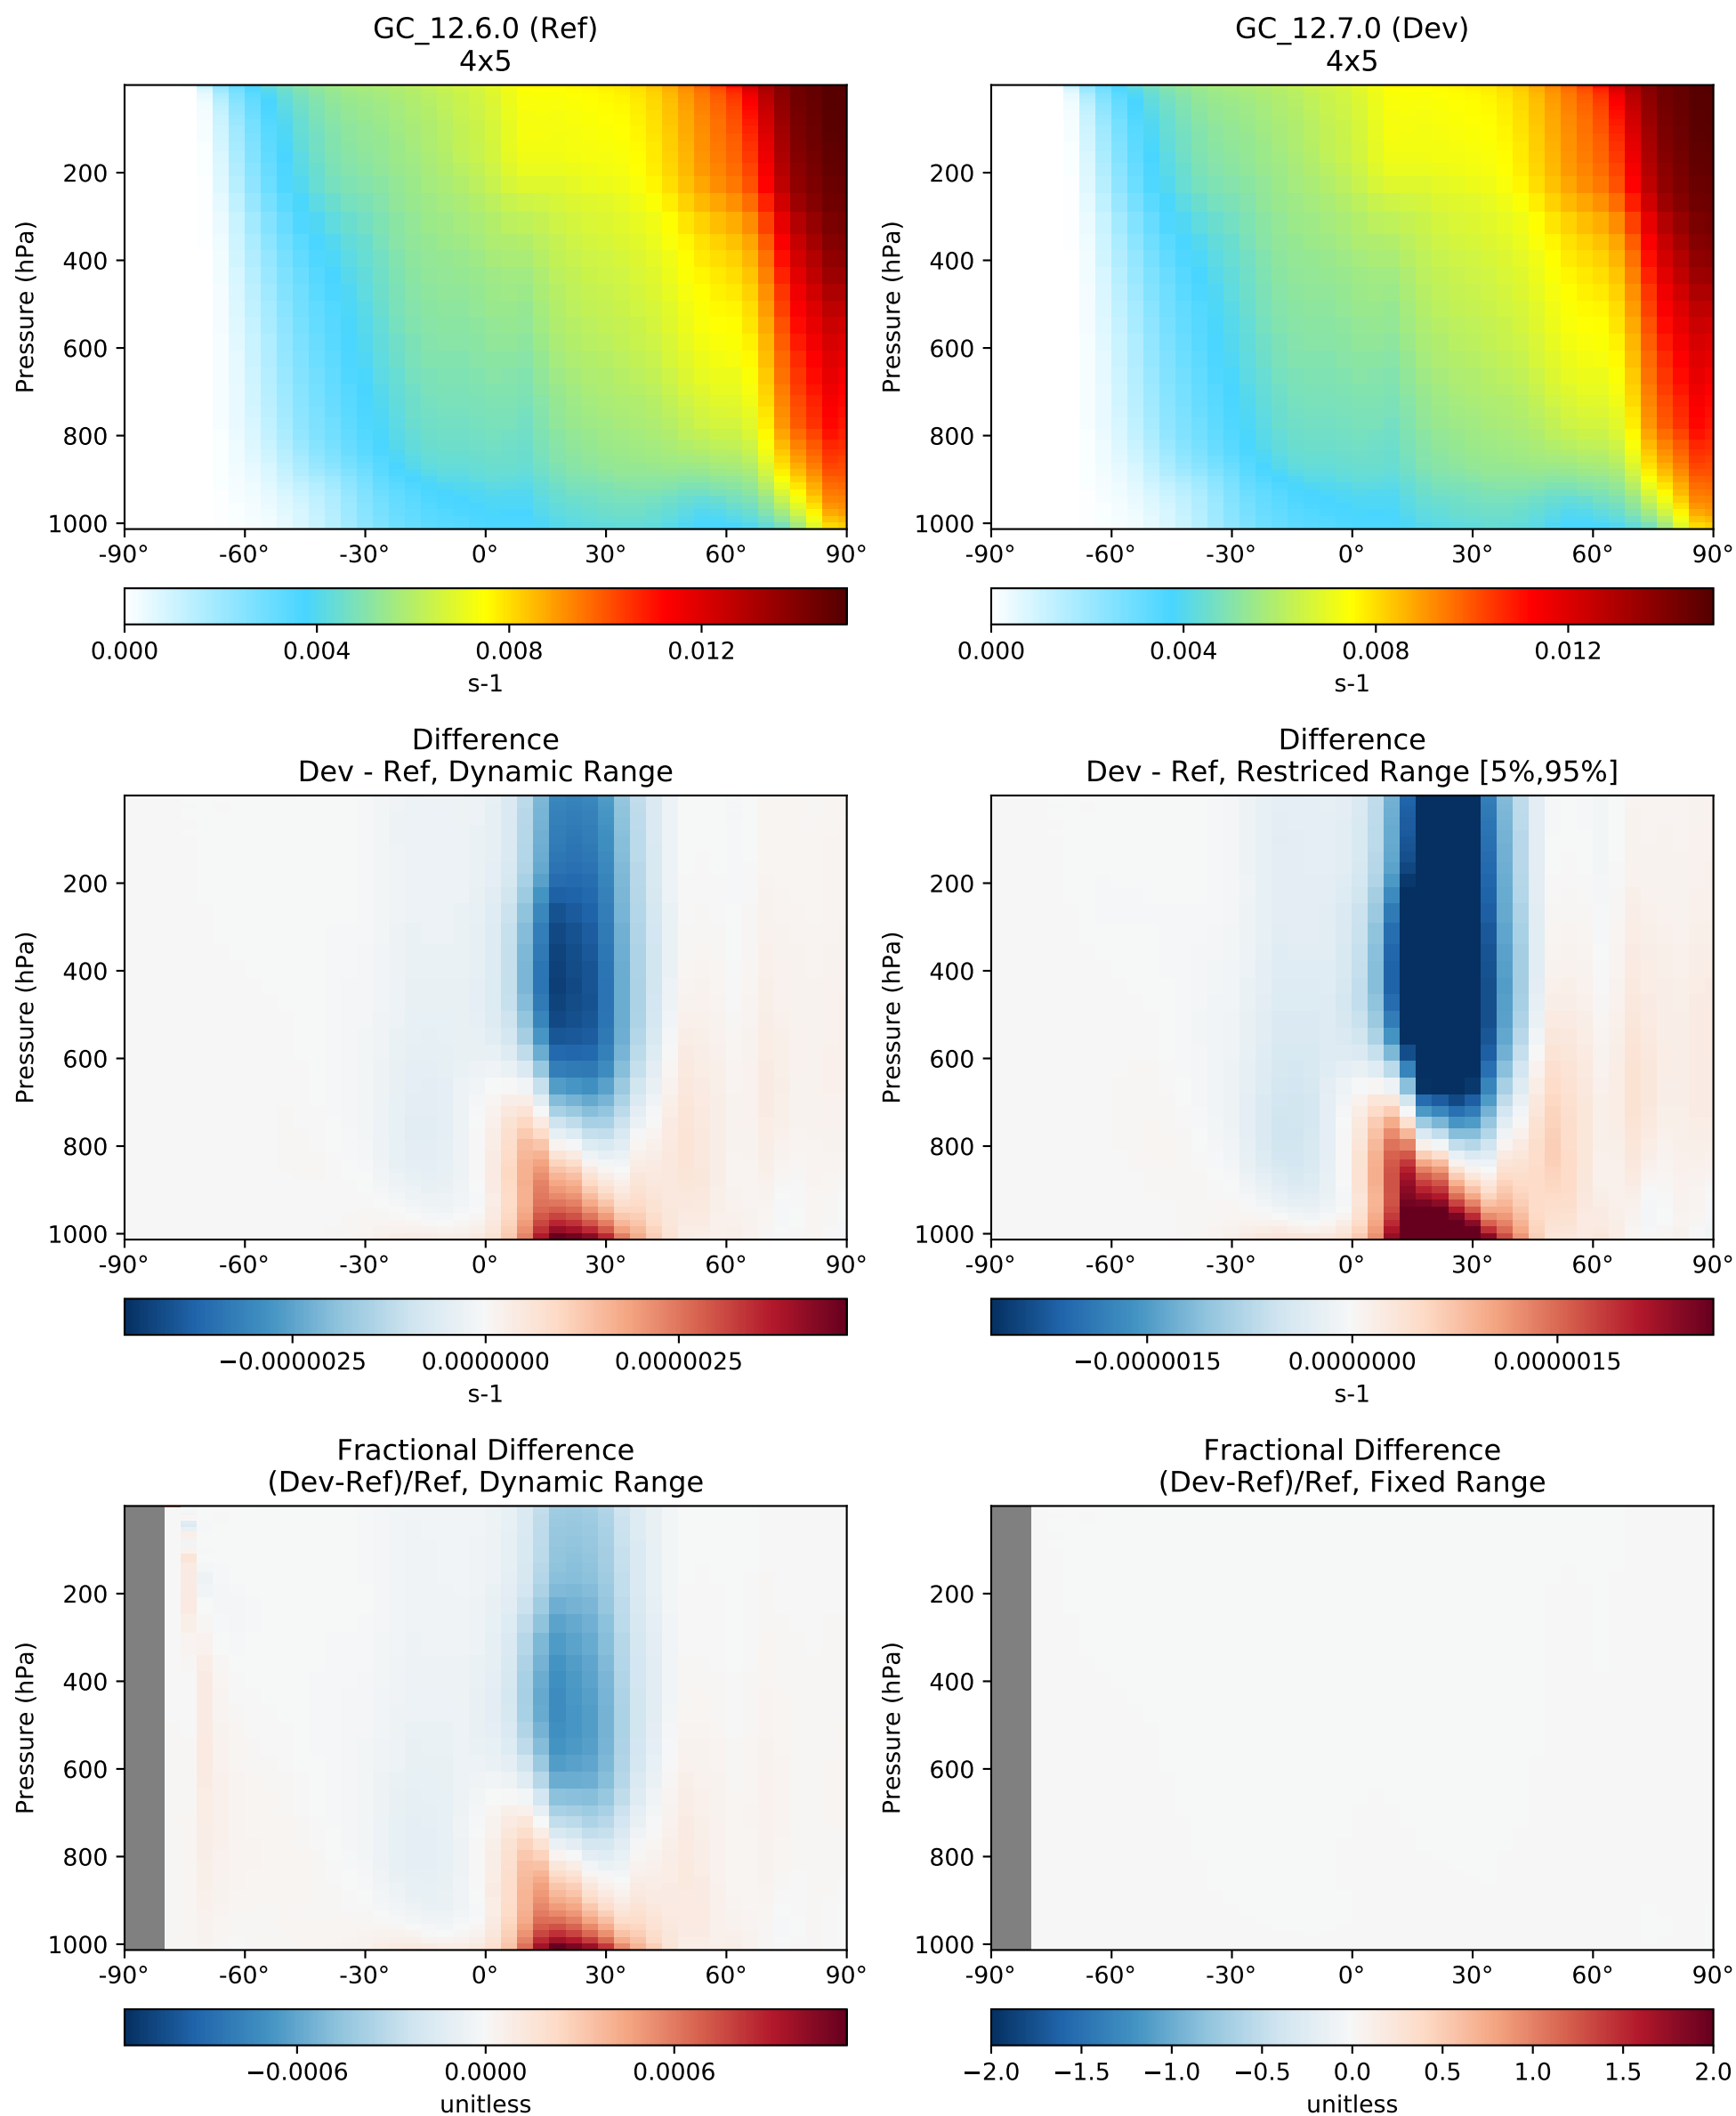 GC_12.6.0 (Ref)
4x5
GC_12.7.0 (Dev)
4x5
Pressure (hPa)
200
400
600
800
1000
-90° -60° -30° 0° 30° 60° 90°
0.000 0.004 0.008 0.012
s-1
Pressure (hPa)
200
400
600
800
1000
-90° -60° -30° 0° 30° 60° 90°
0.000 0.004 0.008 0.012
s-1
Difference
Dev - Ref, Dynamic Range
Pressure (hPa)
200
400
600
800
1000
-90° -60° -30° 0° 30° 60° 90°
−0.0000025 0.0000000 0.0000025
s-1
Difference
Dev - Ref, Restriced Range [5%,95%]
Pressure (hPa)
200
400
600
800
1000
-90° -60° -30° 0° 30° 60° 90°
−0.0000015 0.0000000 0.0000015
s-1
Fractional Difference
(Dev-Ref)/Ref, Dynamic Range
Pressure (hPa)
200
400
600
800
1000
-90° -60° -30° 0° 30° 60° 90°
−0.0006 0.0000 0.0006
unitless
Fractional Difference
(Dev-Ref)/Ref, Fixed Range
Pressure (hPa)
200
400
600
800
1000
-90° -60° -30° 0° 30° 60° 90°
−2.0 −1.5 −1.0 −0.5 0.0 0.5 1.0 1.5 2.0
unitless